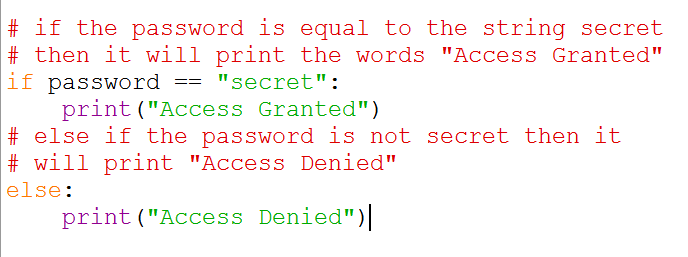 # if the password is equal to the string secret
# then it will print the words "Access Granted"
if password == "secret":
    print("Access Granted")
# else if the password is not secret then it
# will print "Access Denied"
else:
    print("Access Denied")